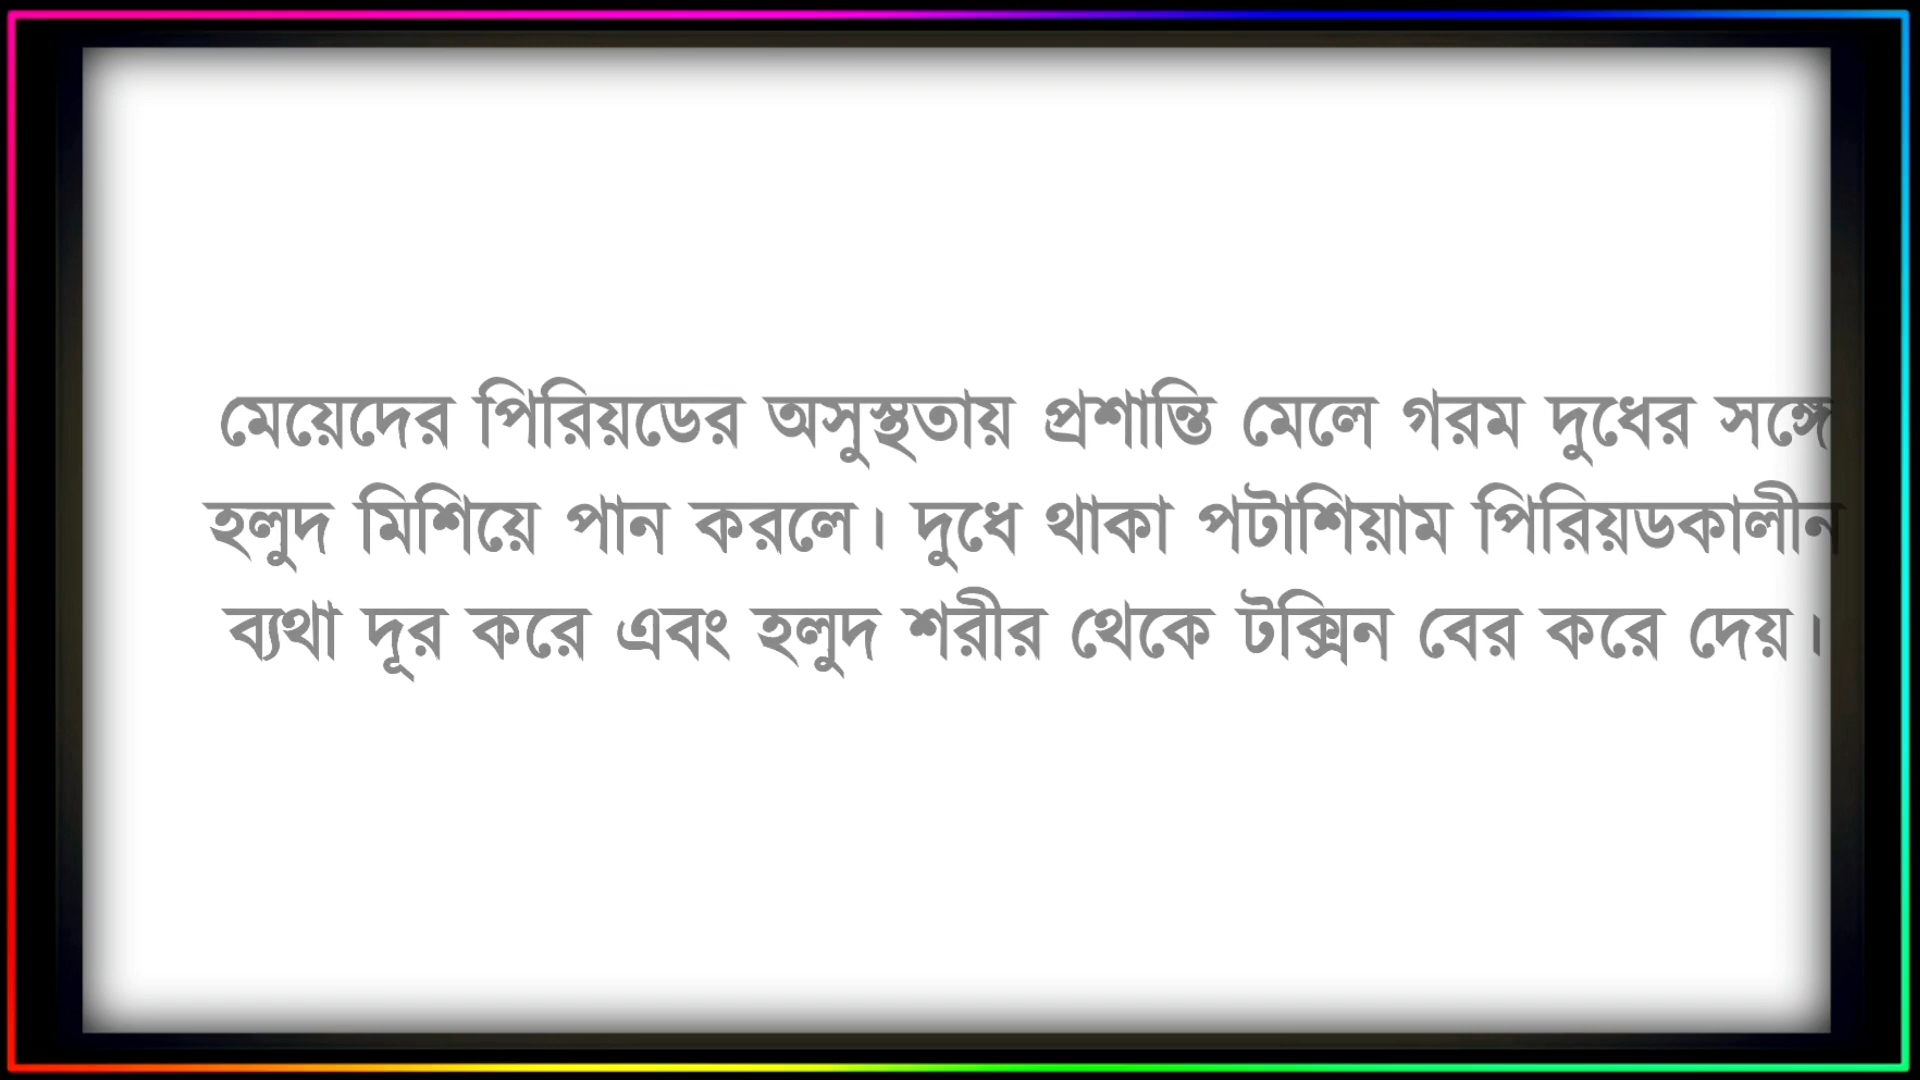 মেয়েদের পিরিয়ডের অসুস্থতায় প্রশান্তি মেলে গরম দুধের সঙ্গে
হলুদ মিশিয়ে পান করলে। দুধে থাকা পটাশিয়াম পিরিয়ডকালীন
ব্যথা দূর করে এবং হলুদ শরীর থেকে টক্সিন বের করে দেয়।